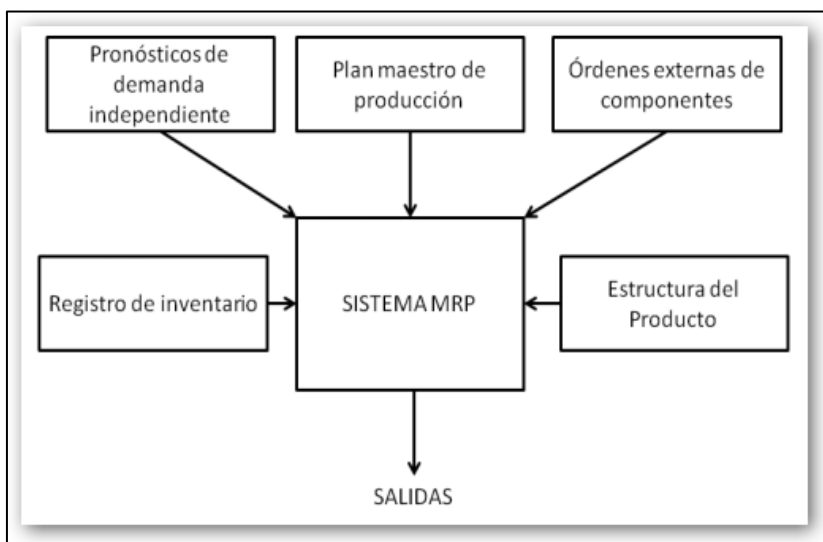 Pronósticos de
demanda
independiente
Plan maestro de
producción
Órdenes externas de
componentes
Registro de inventario
SISTEMA MRP
Estructura del
Producto
SALIDAS